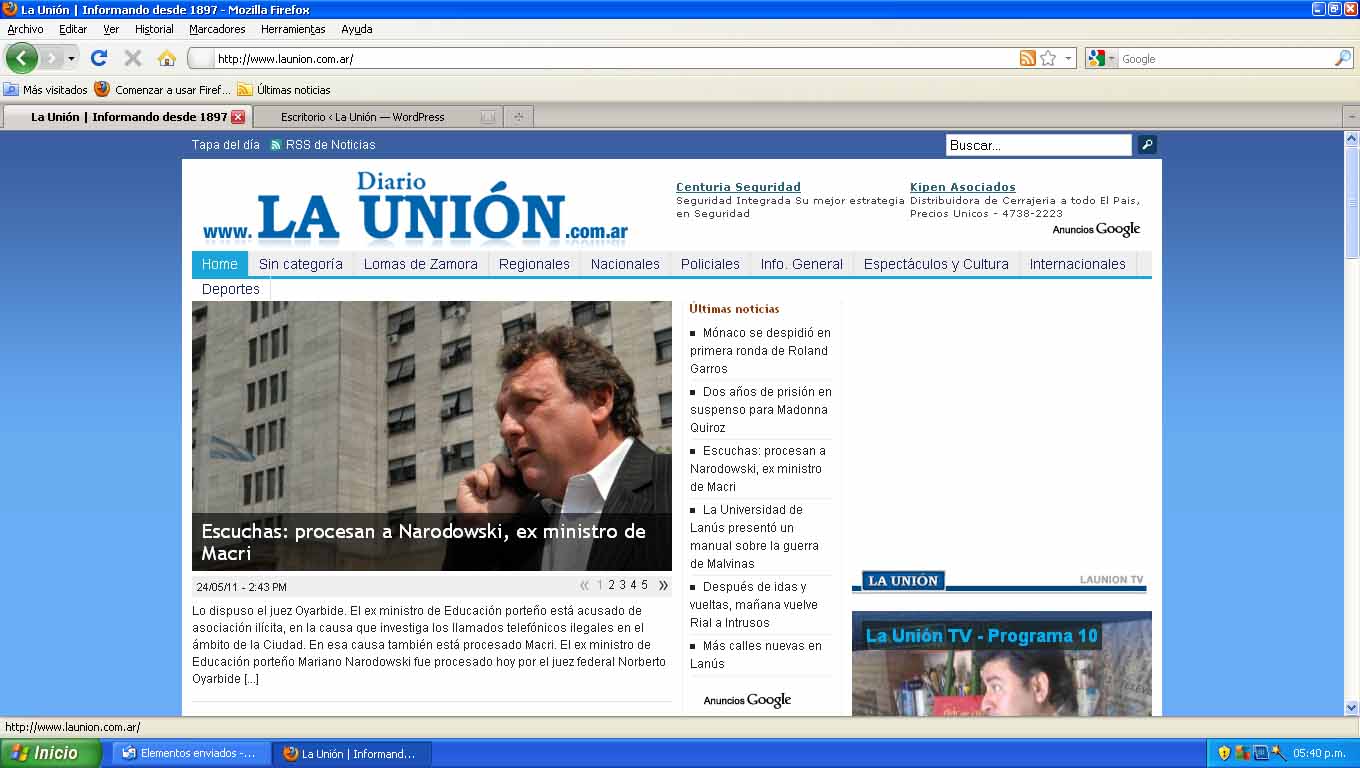 La Unión | Informando desde 1897 - Mozilla Firefox
Archivo Editar Ver Historial Marcadores Herramientas Ayuda
http://www.launion.com.ar/
Google
Más visitados Comenzar a usar Firef... Últimas noticias
La Unión | Informando desde 1897
Escritorio ‹ La Unión — WordPress
Tapa del día RSS de Noticias
Buscar...
Diario
www. LA UNIÓN .com.ar
Centuria Seguridad
Seguridad Integrada Su mejor estrategia
en Seguridad
Kipen Asociados
Distribuidora de Cerrajeria a todo El Pais,
Precios Unicos - 4738-2223
Anuncios Google
Home Sin categoría Lomas de Zamora Regionales Nacionales Policiales Info. General Espectáculos y Cultura Internacionales
Deportes
Escuchas: procesan a Narodowski, ex ministro de
Macri
24/05/11 - 2:43 PM
« 1 2 3 4 5 »
Lo dispuso el juez Oyarbide. El ex ministro de Educación porteño está acusado de
asociación ilícita, en la causa que investiga los llamados telefónicos ilegales en el
ámbito de la Ciudad. En esa causa también está procesado Macri. El ex ministro de
Educación porteño Mariano Narodowski fue procesado hoy por el juez federal Norberto
Oyarbide [...]
Últimas noticias
Mónaco se despidió en
primera ronda de Roland
Garros
Dos años de prisión en
suspenso para Madonna
Quiroz
Escuchas: procesan a
Narodowski, ex ministro
de Macri
La Universidad de
Lanús presentó un
manual sobre la guerra
de Malvinas
Después de idas y
vueltas, mañana vuelve
Rial a Intrusos
Más calles nuevas en
Lanús
Anuncios Google
LA UNIÓN
LAUNION TV
La Unión TV - Programa 10
http://www.launion.com.ar/
Inicio
Elementos enviados -...
La Unión | Informand...
05:40 p.m.